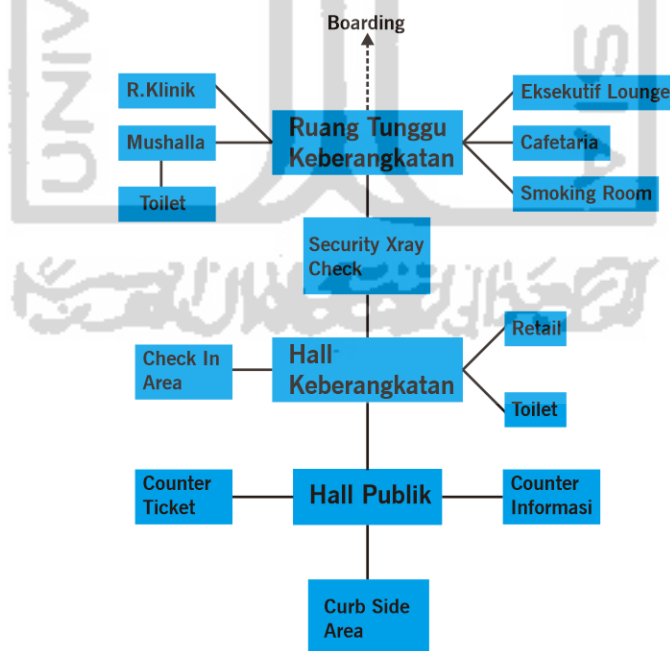 Boarding
R.Klinik
Mushalla
Toilet
Ruang Tunggu
Keberangkatan
Eksekutif Lounge
Cafetaria
Smoking Room
Security Xray
Check
Check In
Area
Hall
Keberangkatan
Retail
Toilet
Counter
Ticket
Hall Publik
Counter
Informasi
Curb Side
Area